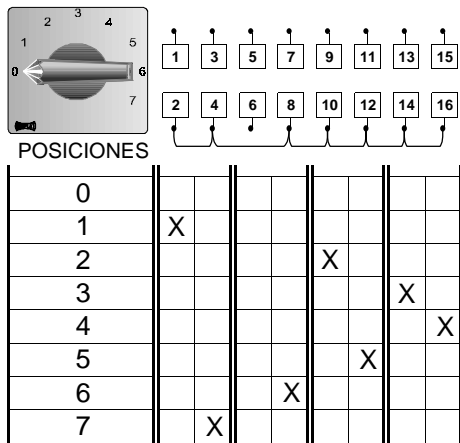 0 1 2 3 4 5 6 7
1 3 5 7 9 11 13 15
2 4 6 8 10 12 14 16
POSICIONES
0
1 X
2 X
3 X
4 X
5 X
6 X
7 X